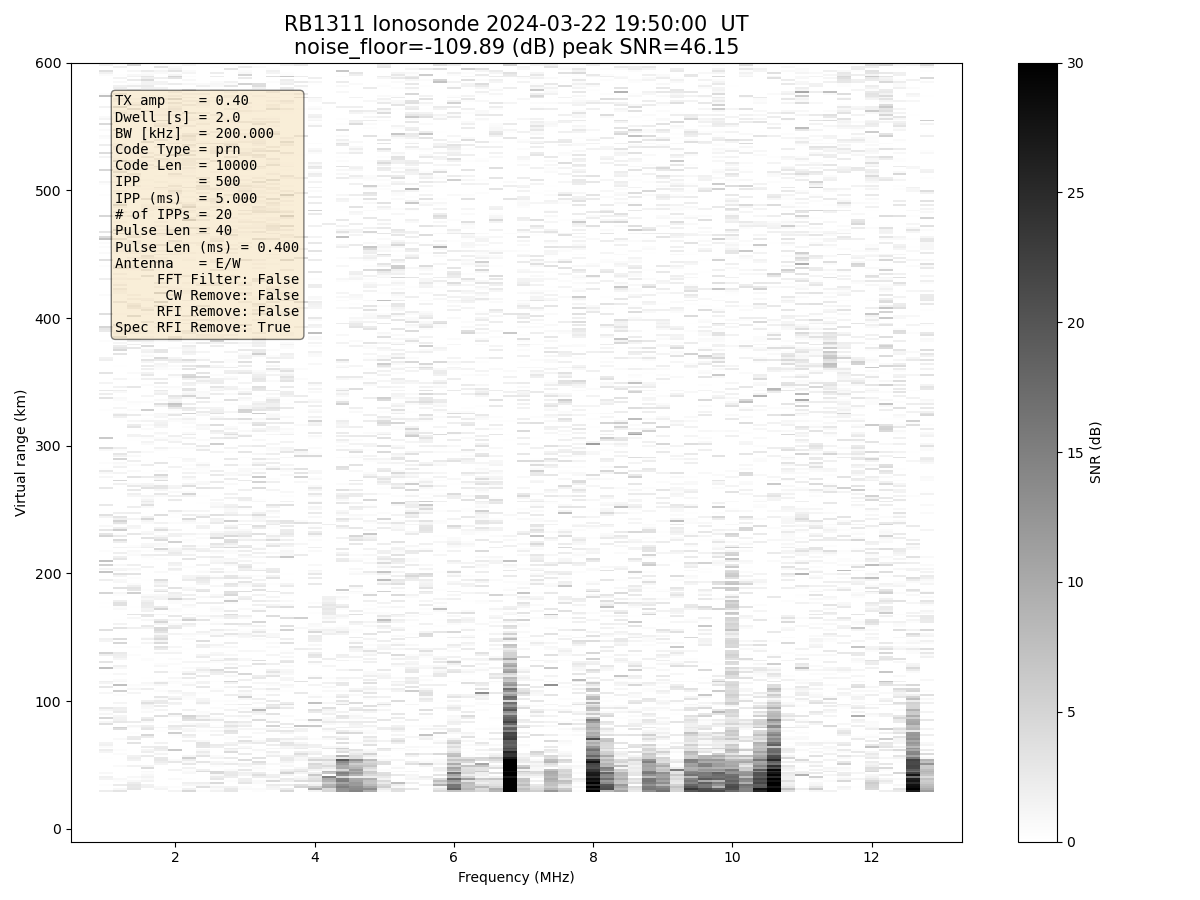 RB1311 Ionosonde 2024-03-22 19:50:00  UT
noise_floor=-109.89 (dB) peak SNR=46.15
TX amp    = 0.40
Dwell [s] = 2.0
BW [kHz]  = 200.000
Code Type = prn
Code Len  = 10000
IPP       = 500
IPP (ms)  = 5.000
# of IPPs = 20
Pulse Len = 40
Pulse Len (ms) = 0.400
Antenna   = E/W
FFT Filter: False
CW Remove: False
RFI Remove: False
Spec RFI Remove: True
Virtual range (km)
600
500
400
300
200
100
0
2 4 6 8 10 12
Frequency (MHz)
30
25
20
15
10
5
0
SNR (dB)